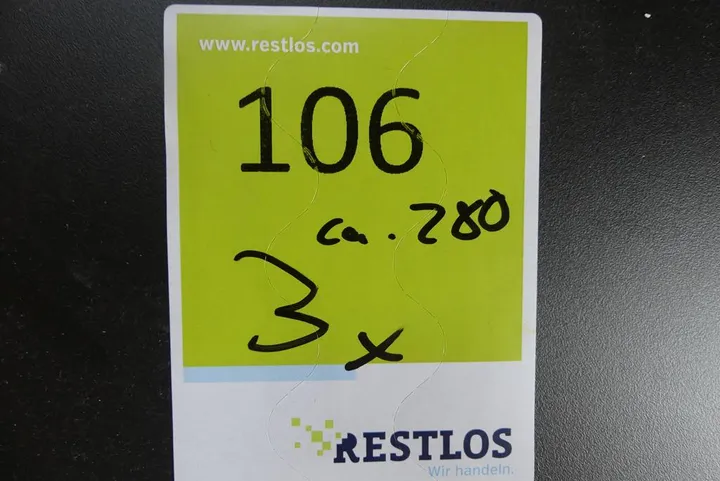 www.restlos.com
106
ca. 280
3x
RESTLOS
Wir handeln.